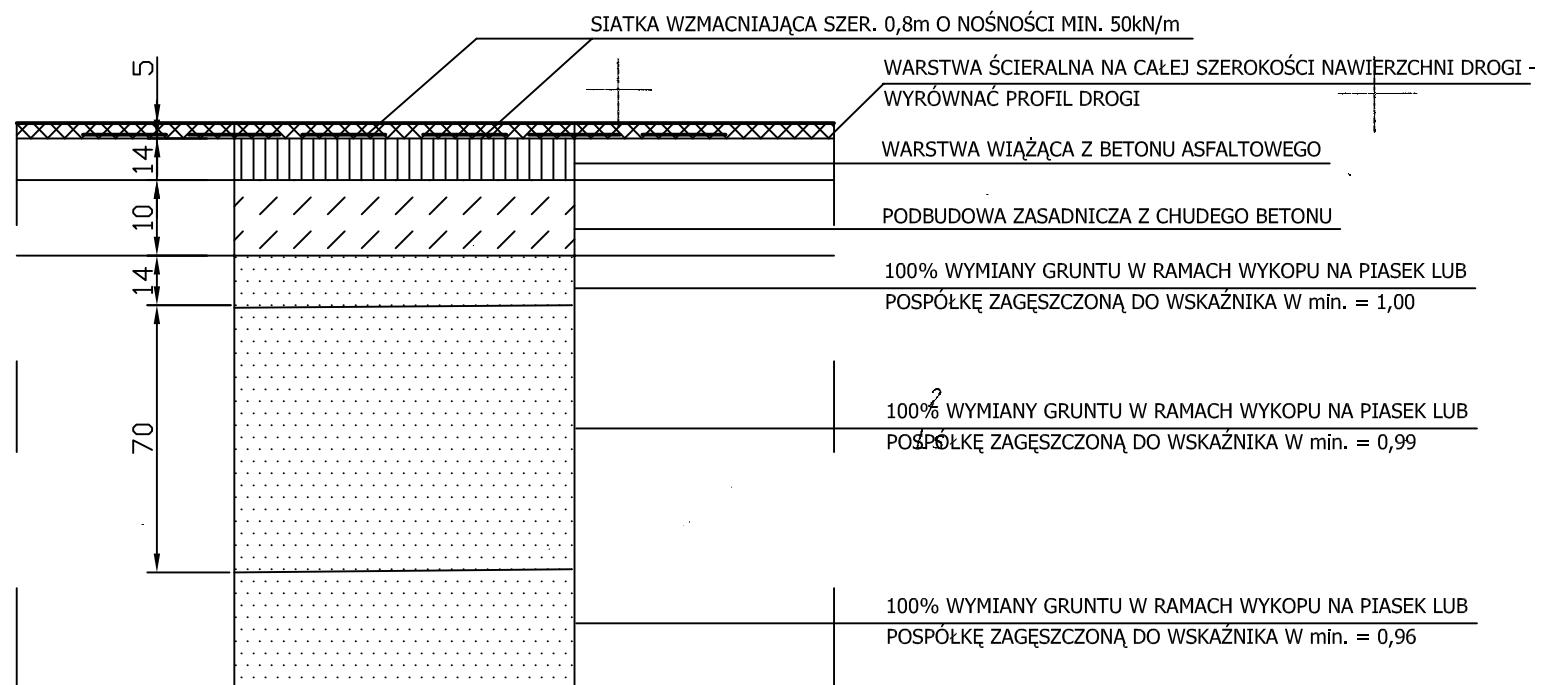 SIATKA WZMACNIAJĄCA SZER. 0,8m O NOŚNOŚCI MIN. 50kN/m
WARSTWA ŚCIERALNA NA CAŁEJ SZEROKOŚCI NAWIERZCHNI DROGI -
WYRÓWNAĆ PROFIL DROGI
5
14
WARSTWA WIĄŻĄCA Z BETONU ASFALTOWEGO
10
PODBUDOWA ZASADNICZA Z CHUDEGO BETONU
14
100% WYMIANY GRUNTU W RAMACH WYKOPU NA PIASEK LUB
POSPÓŁKĘ ZAGĘSZCZONĄ DO WSKAŹNIKA W min. = 1,00
70
2
100% WYMIANY GRUNTU W RAMACH WYKOPU NA PIASEK LUB
POSPÓŁKĘ ZAGĘSZCZONĄ DO WSKAŹNIKA W min. = 0,99
100% WYMIANY GRUNTU W RAMACH WYKOPU NA PIASEK LUB
POSPÓŁKĘ ZAGĘSZCZONĄ DO WSKAŹNIKA W min. = 0,96